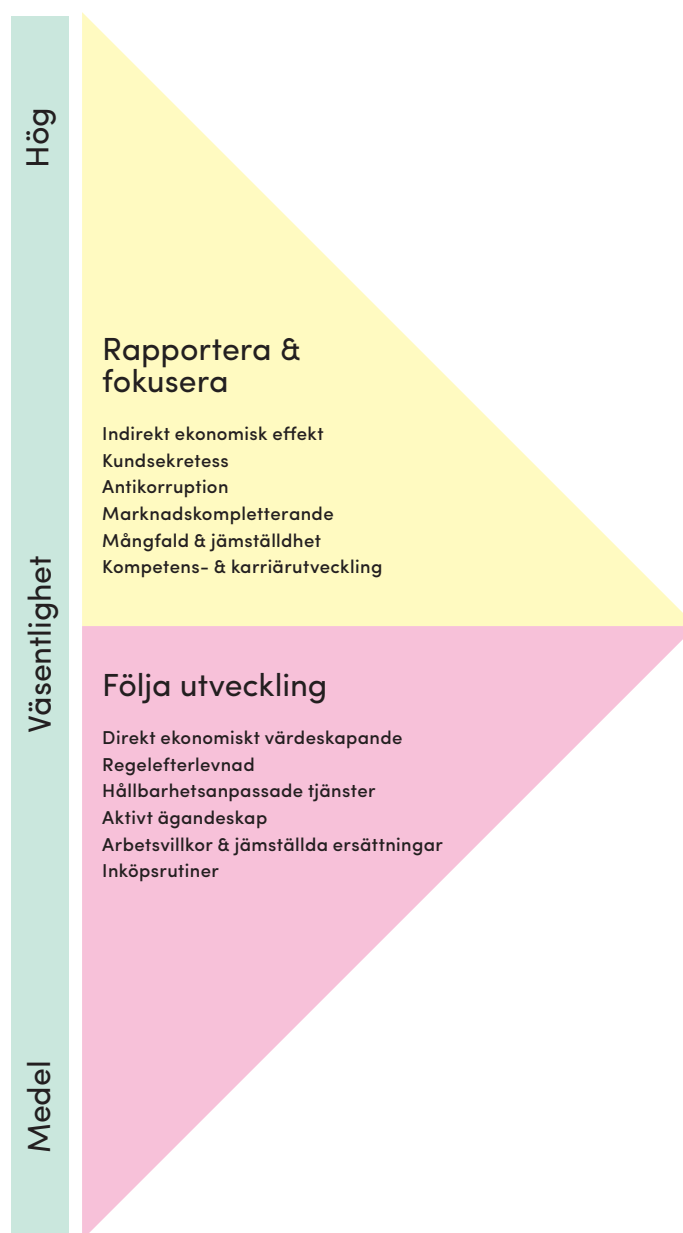 Hög
Väsentlighet
Medel
Rapportera &
fokusera
Indirekt ekonomisk effekt
Kundsekretess
Antikorruption
Marknadskompletterande
Mångfald & jämställdhet
Kompetens- & karriärutveckling
Följa utveckling
Direkt ekonomiskt värdeskapande
Regelefterlevnad
Hållbarhetsanpassade tjänster
Aktivt ägandeskap
Arbetsvillkor & jämställda ersättningar
Inköpsrutiner